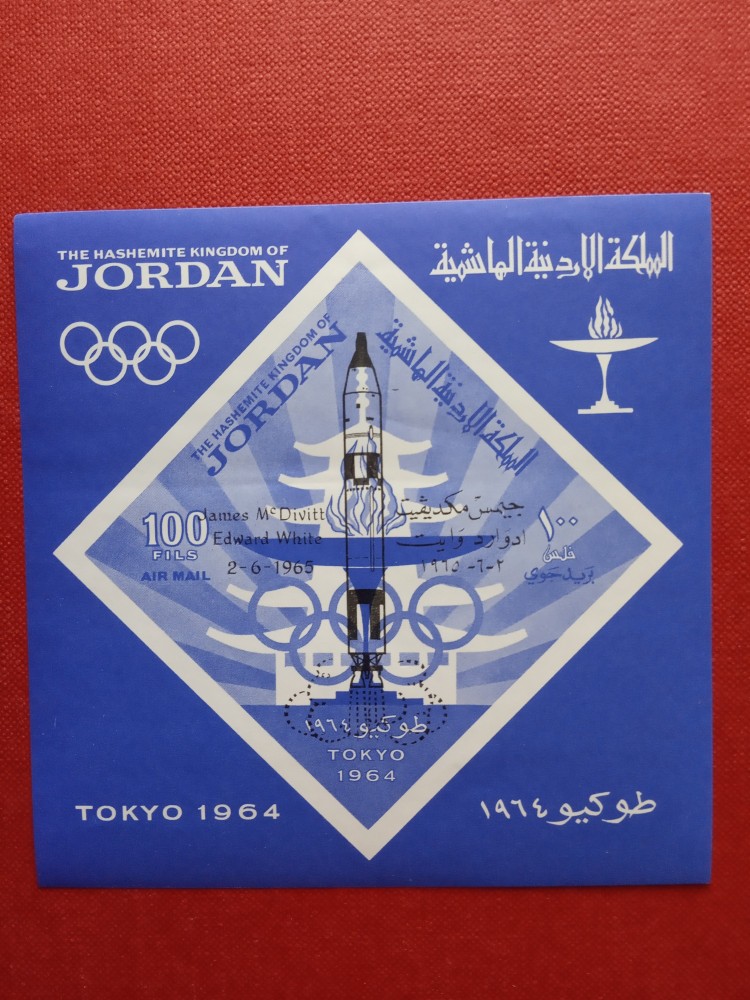 THE HASHEMITE KINGDOM OF
JORDAN
المملكة الاردنية الهاشمية
THE HASHEMITE KINGDOM OF
JORDAN
المملكة الاردنية الهاشمية
100
FILS
AIR MAIL
James McDivitt
Edward White
2-6-1965
جيمس مكديڤيت
ادوارد وايت
٢-٦-١٩٦٥
١٠٠
فلس
بريد جوي
طوكيو ١٩٦٤
TOKYO
1964
TOKYO 1964
طوكيو ١٩٦٤